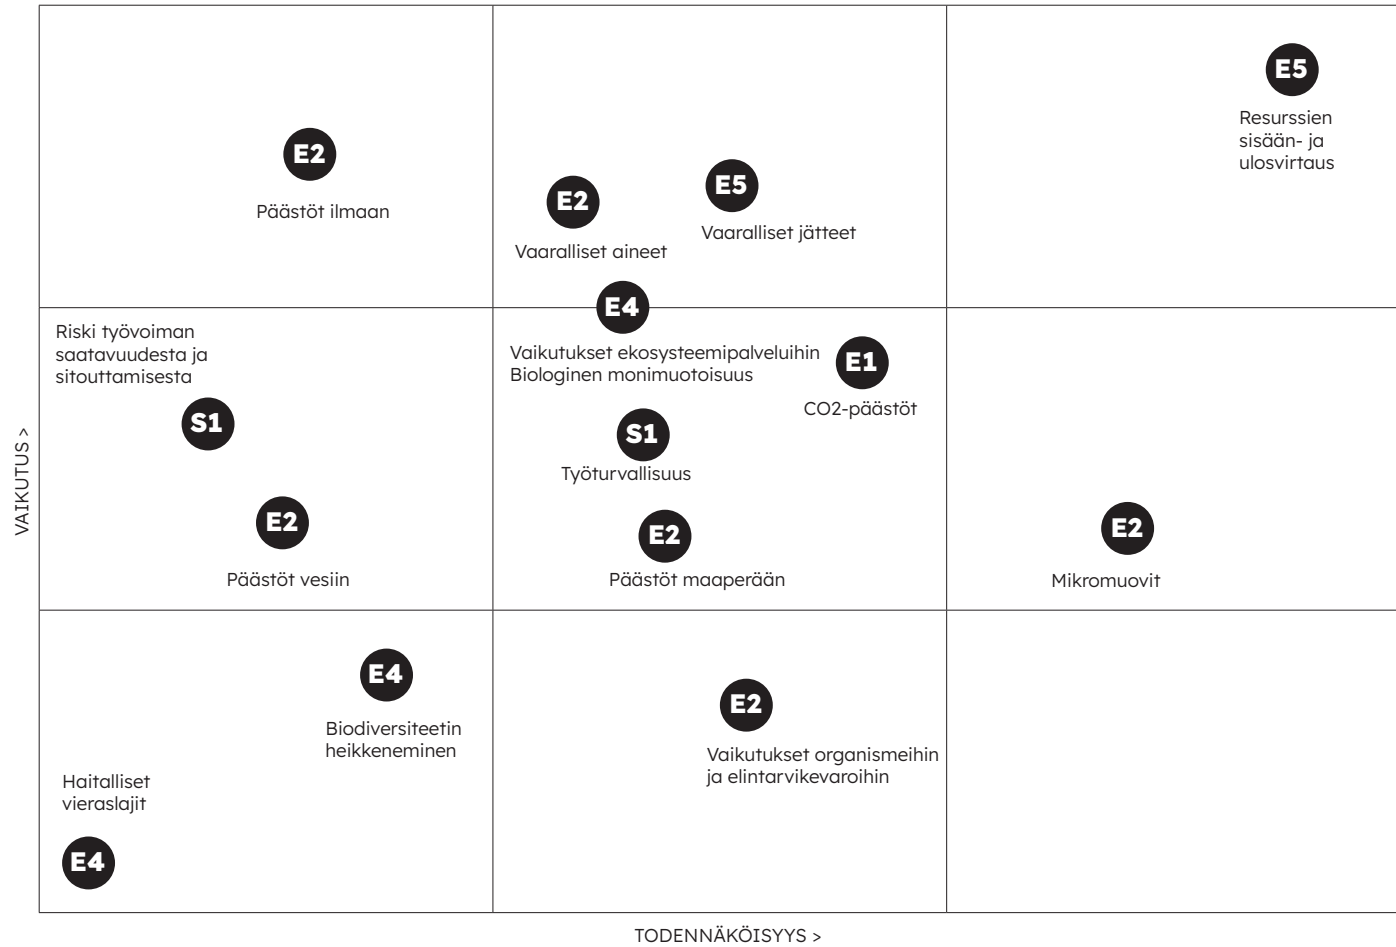 E5
Resurssien
sisään- ja
ulosvirtaus
E2
Päästöt ilmaan
E2
Vaaralliset aineet
E5
Vaaralliset jätteet
E4
Vaikutukset ekosysteemipalveluihin
Biologinen monimuotoisuus
E1
CO2-päästöt
Riski työvoiman
saatavuudesta ja
sitouttamisesta
S1
S1
Työturvallisuus
E2
Päästöt vesiin
E2
Päästöt maaperään
E2
Mikromuovit
E4
Biodiversiteetin
heikkeneminen
E2
Vaikutukset organismeihin
ja elintarvikevaroihin
Haitalliset
vieraslajit
E4
VAIKUTUS >
TODENNÄKÖISYYS >